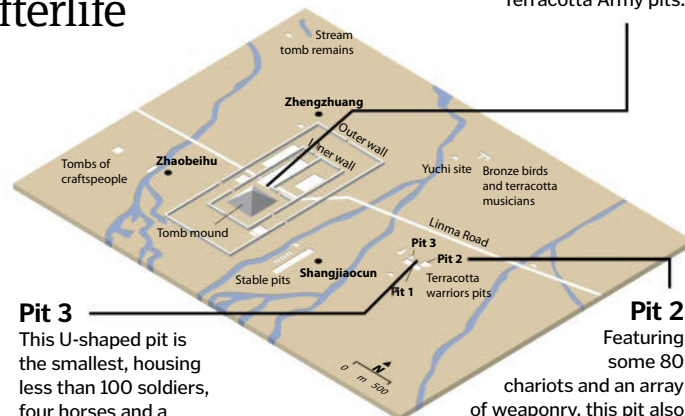 fterlife
Terracotta Army pits.
Stream
tomb remains
Zhengzhuang
Outer wall
Inner wall
Tombs of
craftspeople
Zhaobeihu
Yuchi site
Bronze birds
and terracotta
musicians
Tomb mound
Linma Road
Pit 3
Pit 2
Stable pits
Shangjiaocun
Pit 1
Terracotta
warriors pits
N
0 m 500
Pit 3
This U-shaped pit is
the smallest, housing
less than 100 soldiers,
four horses and a
Pit 2
Featuring
some 80
chariots and an array
of weaponry, this pit also